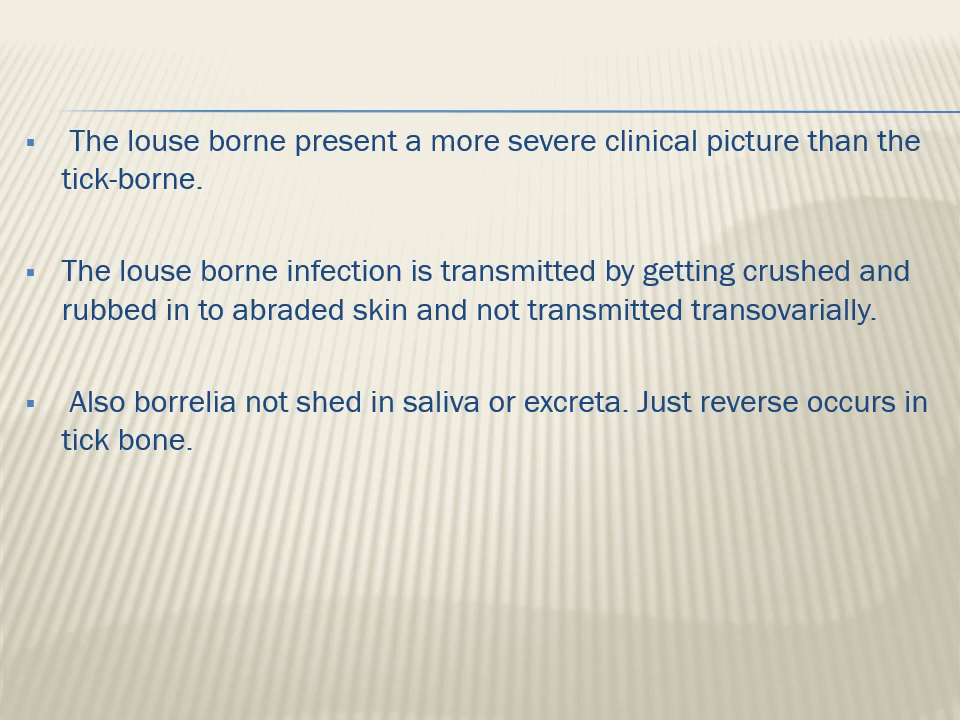 ▪ The louse borne present a more severe clinical picture than the
tick-borne.
▪ The louse borne infection is transmitted by getting crushed and
rubbed in to abraded skin and not transmitted transovarially.
▪ Also borrelia not shed in saliva or excreta. Just reverse occurs in
tick bone.